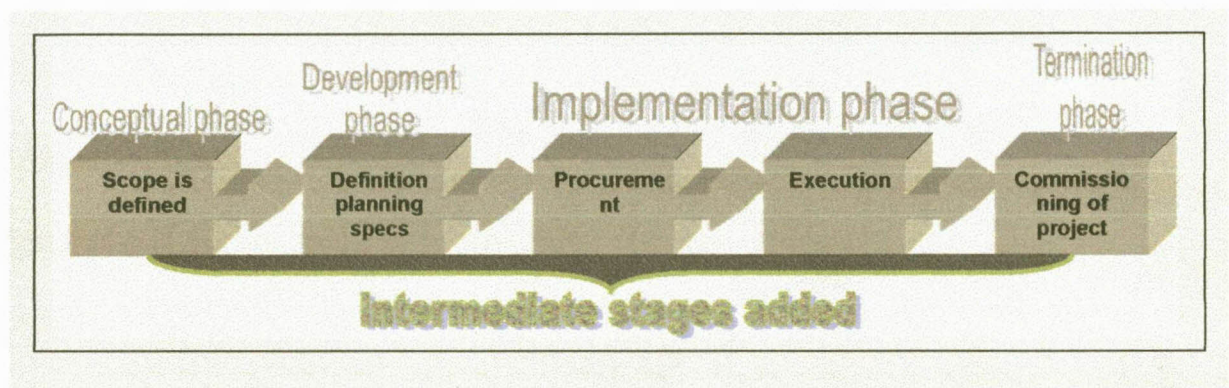 Conceptual phase
Development
phase
Implementation phase
Termination
phase
Scope is
defined
Definition
planning
specs
Procureme
nt
Execution
Commissio
ning of
project
Intermediate stages added